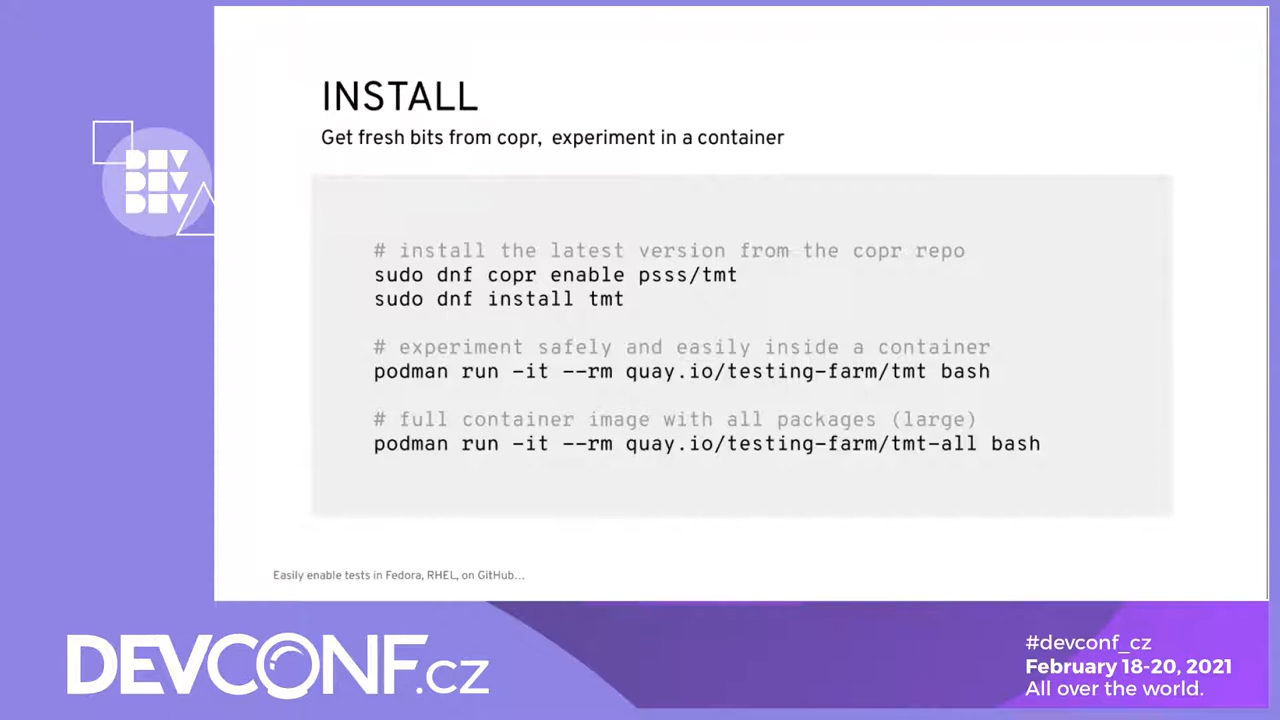 DEV
DEV
DEV
INSTALL
Get fresh bits from copr, experiment in a container
# install the latest version from the copr repo
sudo dnf copr enable psss/tmt
sudo dnf install tmt
# experiment safely and easily inside a container
podman run -it --rm quay.io/testing-farm/tmt bash
# full container image with all packages (large)
podman run -it --rm quay.io/testing-farm/tmt-all bash
Easily enable tests in Fedora, RHEL, on GitHub...
DEVCONF.cz
#devconf_cz
February 18-20, 2021
All over the world.